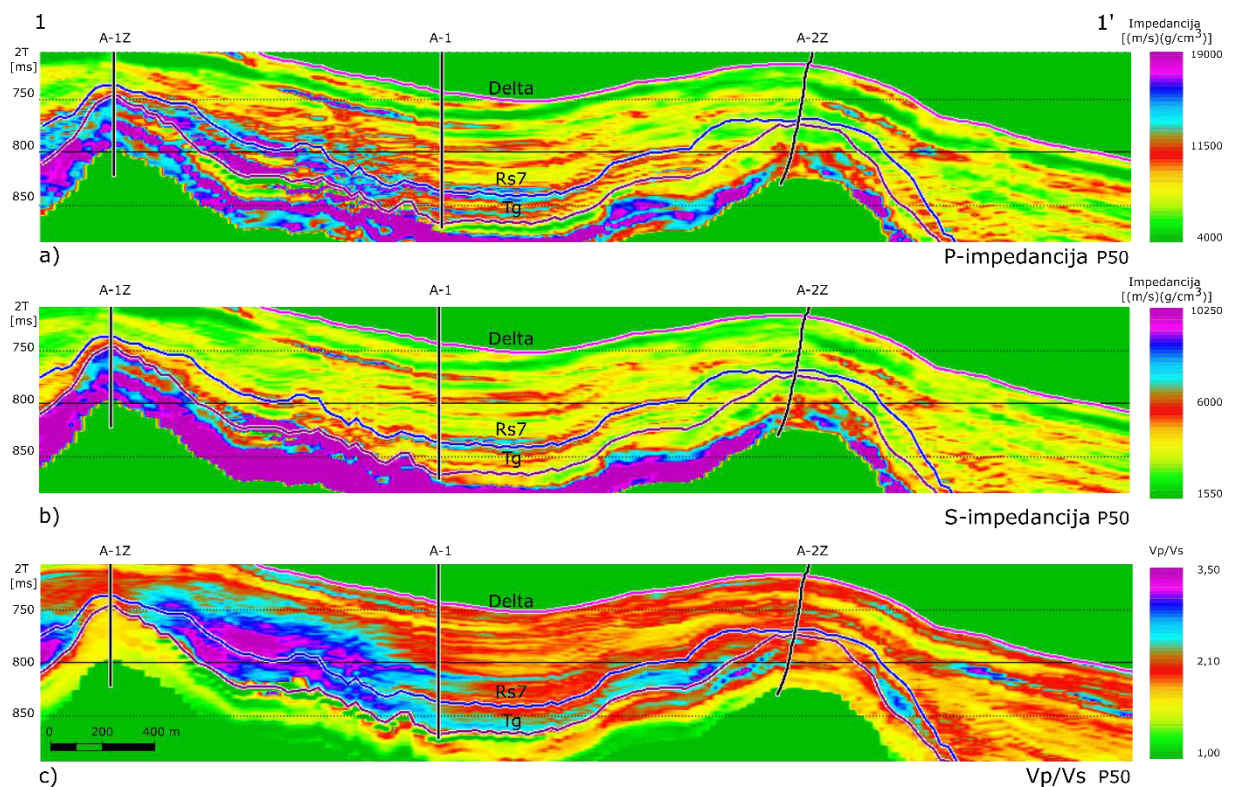 1
1'
A-1Z
A-1
A-2Z
Impedancija
[(m/s)(g/cm³)]
2T
[ms]
750
800
850
Delta
Rs7
Tg
19000
11500
4000
a)
P-impedancija P50
A-1Z
A-1
A-2Z
Impedancija
[(m/s)(g/cm³)]
2T
[ms]
750
800
850
Delta
Rs7
Tg
10250
6000
1550
b)
S-impedancija P50
A-1Z
A-1
A-2Z
Vp/Vs
2T
[ms]
750
800
850
Delta
Rs7
Tg
3,50
2,10
1,00
0 200 400 m
c)
Vp/Vs P50